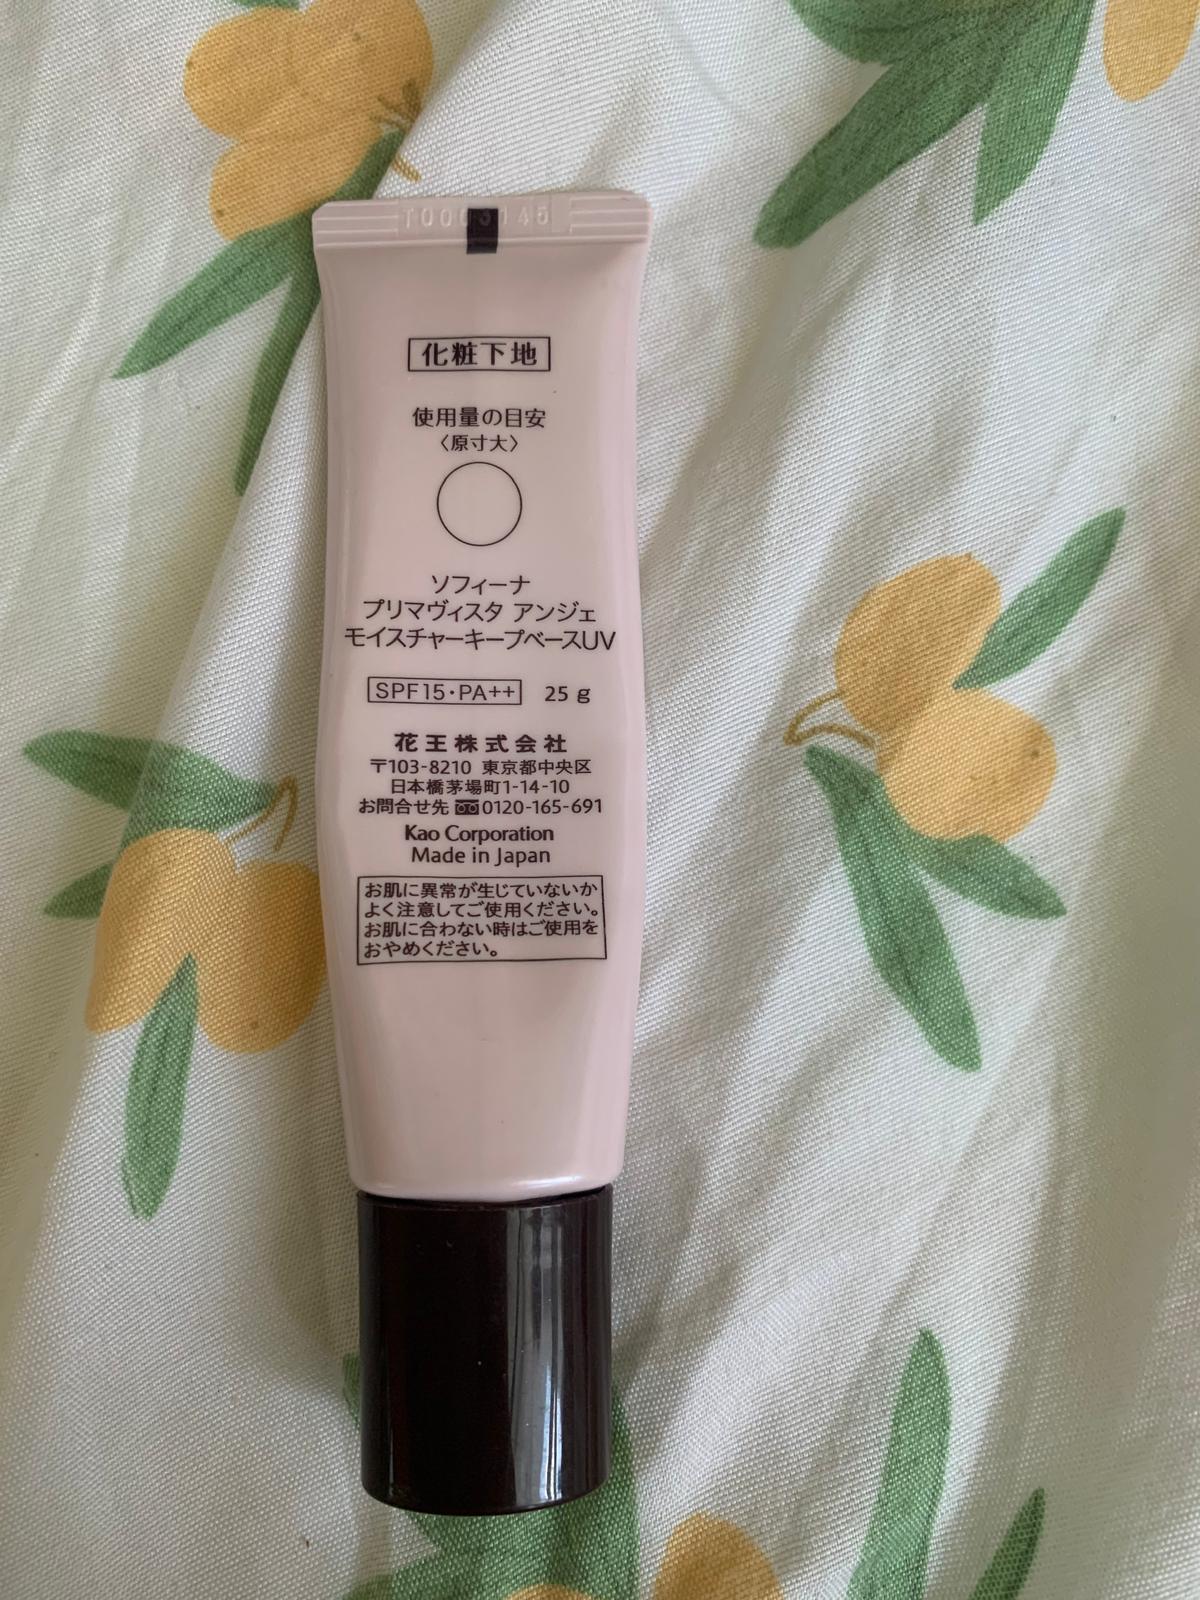 化粧下地
使用量の目安
〈原寸大〉
ソフィーナ
プリマヴィスタ アンジェ
モイスチャーキープベースUV
SPF15・PA++ 25g
花王株式会社
〒103-8210 東京都中央区
日本橋茅場町1-14-10
お問合せ先 0120-165-691
Kao Corporation
Made in Japan
お肌に異常が生じていないか
よく注意してご使用ください。
お肌に合わない時はご使用を
おやめください。